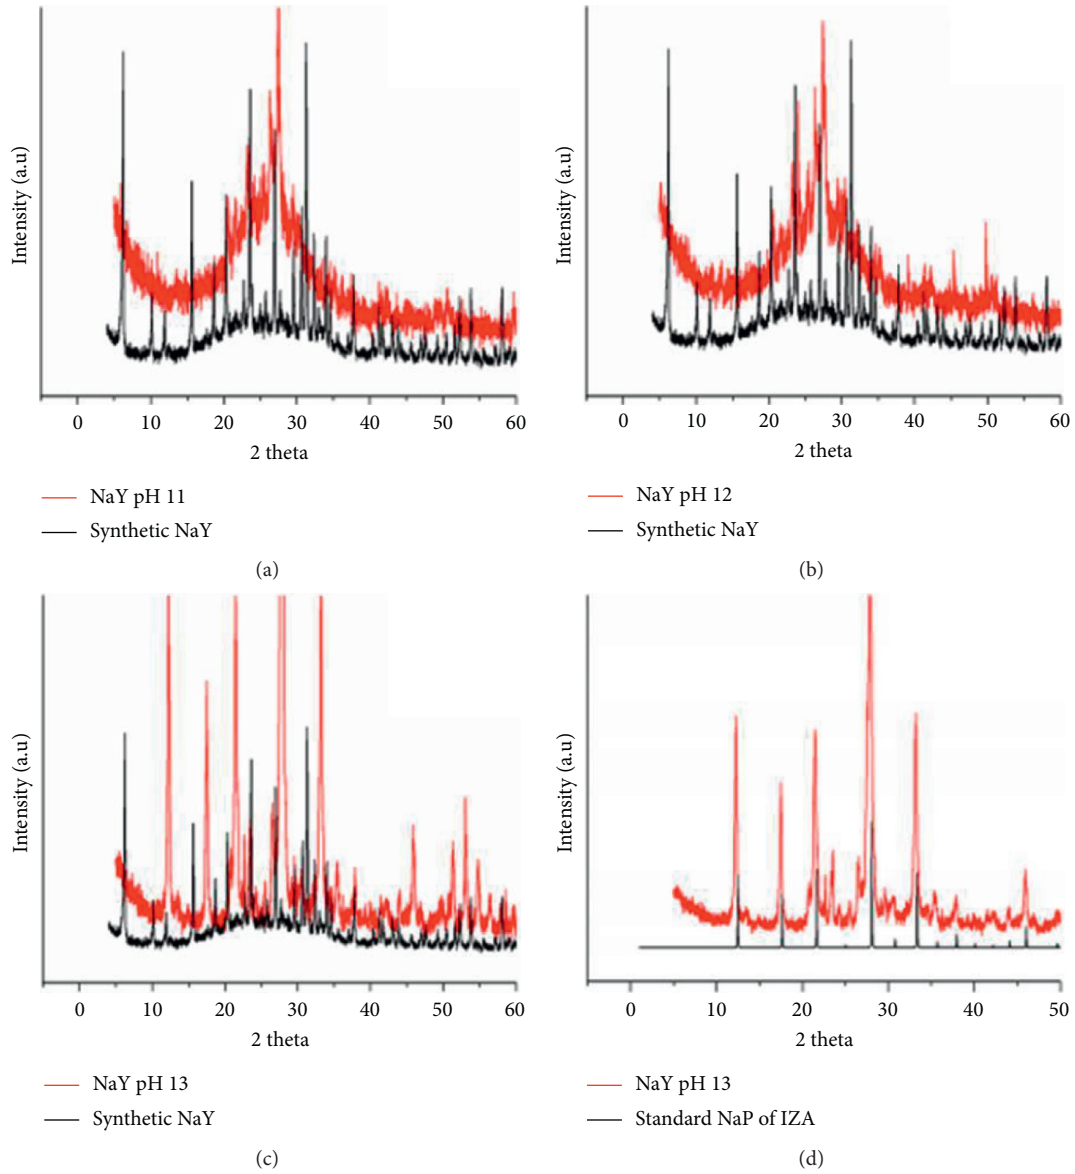 Intensity (a.u)
0 10 20 30 40 50 60
2 theta
NaY pH 11
Synthetic NaY
(a)
Intensity (a.u)
0 10 20 30 40 50 60
2 theta
NaY pH 12
Synthetic NaY
(b)
Intensity (a.u)
0 10 20 30 40 50 60
2 theta
NaY pH 13
Synthetic NaY
(c)
Intensity (a.u)
0 10 20 30 40 50
2 theta
NaY pH 13
Standard NaP of IZA
(d)